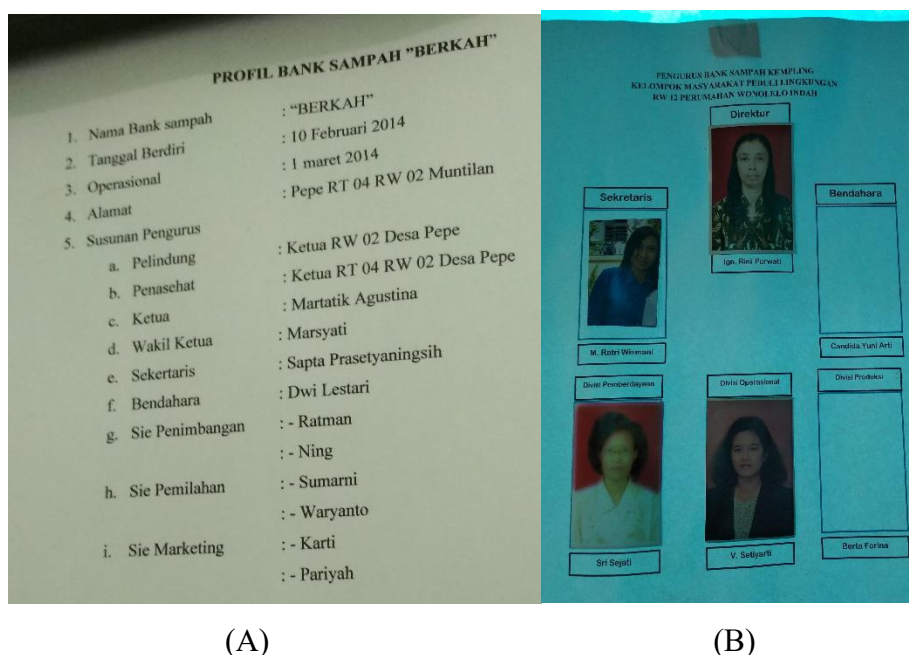 PROFIL BANK SAMPAH "BERKAH"
1. Nama Bank sampah : "BERKAH"
2. Tanggal Berdiri : 10 Februari 2014
3. Operasional : 1 maret 2014
4. Alamat : Pepe RT 04 RW 02 Muntilan
5. Susunan Pengurus
a. Pelindung : Ketua RW 02 Desa Pepe
b. Penasehat : Ketua RT 04 RW 02 Desa Pepe
c. Ketua : Martatik Agustina
d. Wakil Ketua : Marsyati
e. Sekertaris : Sapta Prasetyaningsih
f. Bendahara : Dwi Lestari
g. Sie Penimbangan : - Ratman
: - Ning
h. Sie Pemilahan : - Sumarni
: - Waryanto
i. Sie Marketing : - Karti
: - Pariyah
(A)
PENGURUS BANK SAMPAH KEMPLING
KELOMPOK MASYARAKAT PEDULI LINGKUNGAN
RW 12 PERUMAHAN WONOLELO INDAH
Direktur
Ign. Rini Purwati
Sekretaris
M. Ratri Wismani
Bendahara
Candida Yuni Arti
Divisi Pemberdayaan
Sri Sejati
Divisi Operasional
V. Setiyarti
Divisi Produksi
Berta Forina
(B)